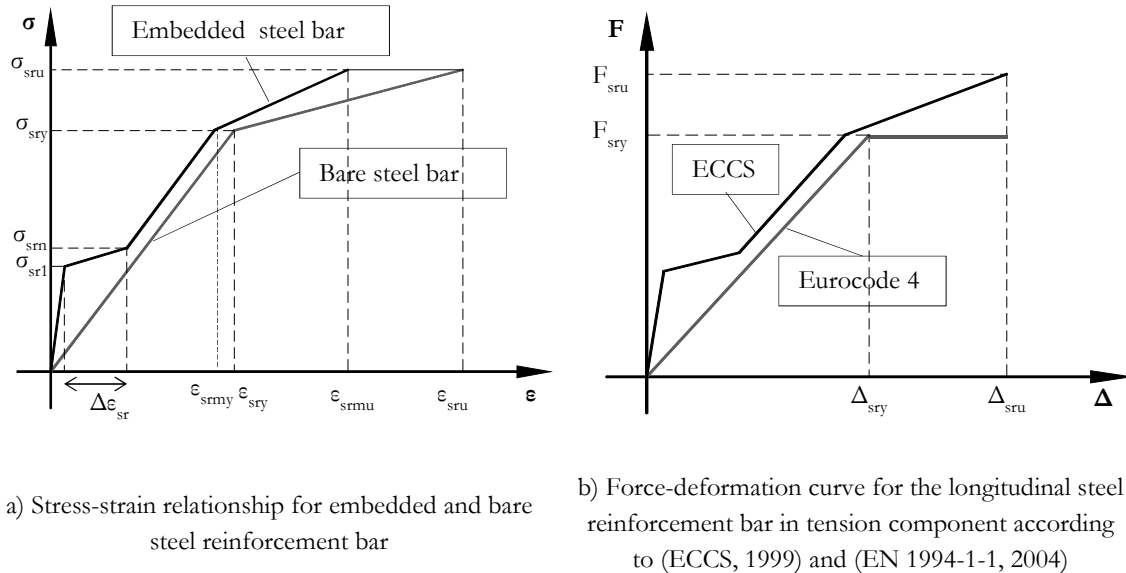 σ
Embedded steel bar
σsru
σsry
Bare steel bar
σsrn
σsr1
Δεsr
εsrmy εsry εsrmu εsru ε
a) Stress-strain relationship for embedded and bare
steel reinforcement bar
F
Fsru
Fsry
ECCS
Eurocode 4
Δsry Δsru Δ
b) Force-deformation curve for the longitudinal steel
reinforcement bar in tension component according
to (ECCS, 1999) and (EN 1994-1-1, 2004)